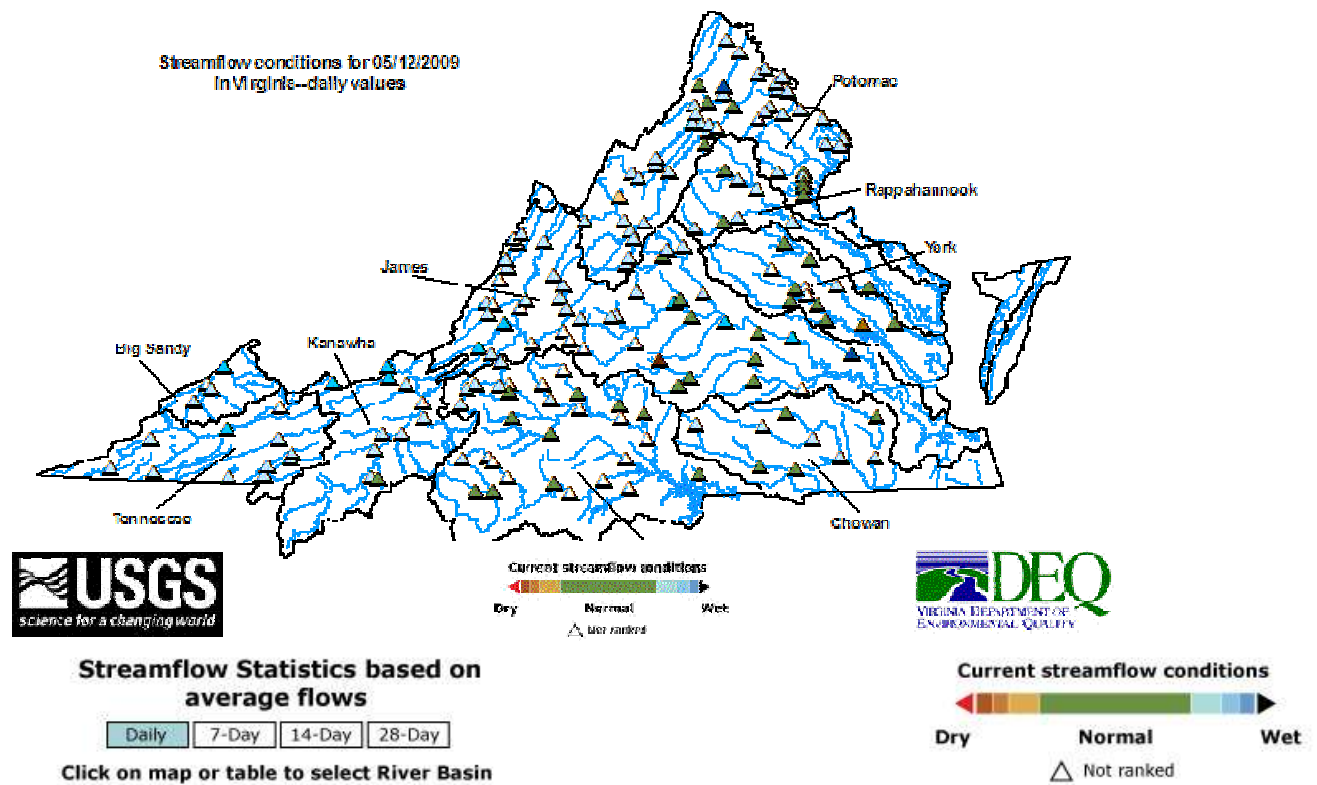 Streamflow conditions for 05/12/2009
in Virginia--daily values
Potomac
Rappahannook
York
James
Big Sandy
Kanawha
Tennessee
Chowan
USGS
science for a changing world
Current streamflow conditions
Dry Normal Wet
Not ranked
DEQ
VIRGINIA DEPARTMENT OF
ENVIRONMENTAL QUALITY
Streamflow Statistics based on
average flows
Daily 7-Day 14-Day 28-Day
Click on map or table to select River Basin
Current streamflow conditions
Dry Normal Wet
Not ranked